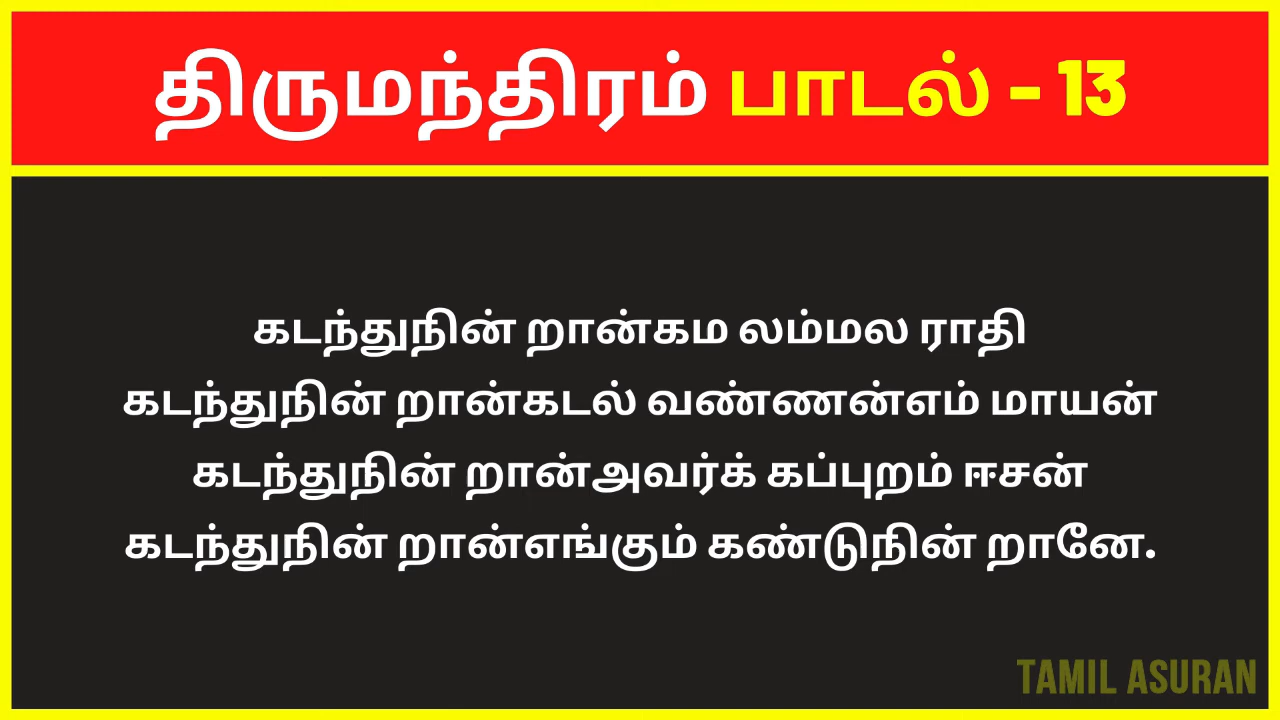 திருமந்திரம் பாடல் - 13
கடந்துநின் றான்கம லம்மல ராதி
கடந்துநின் றான்கடல் வண்ணன்எம் மாயன்
கடந்துநின் றான்அவர்க் கப்புறம் ஈசன்
கடந்துநின் றான்எங்கும் கண்டுநின் றானே.
TAMIL ASURAN